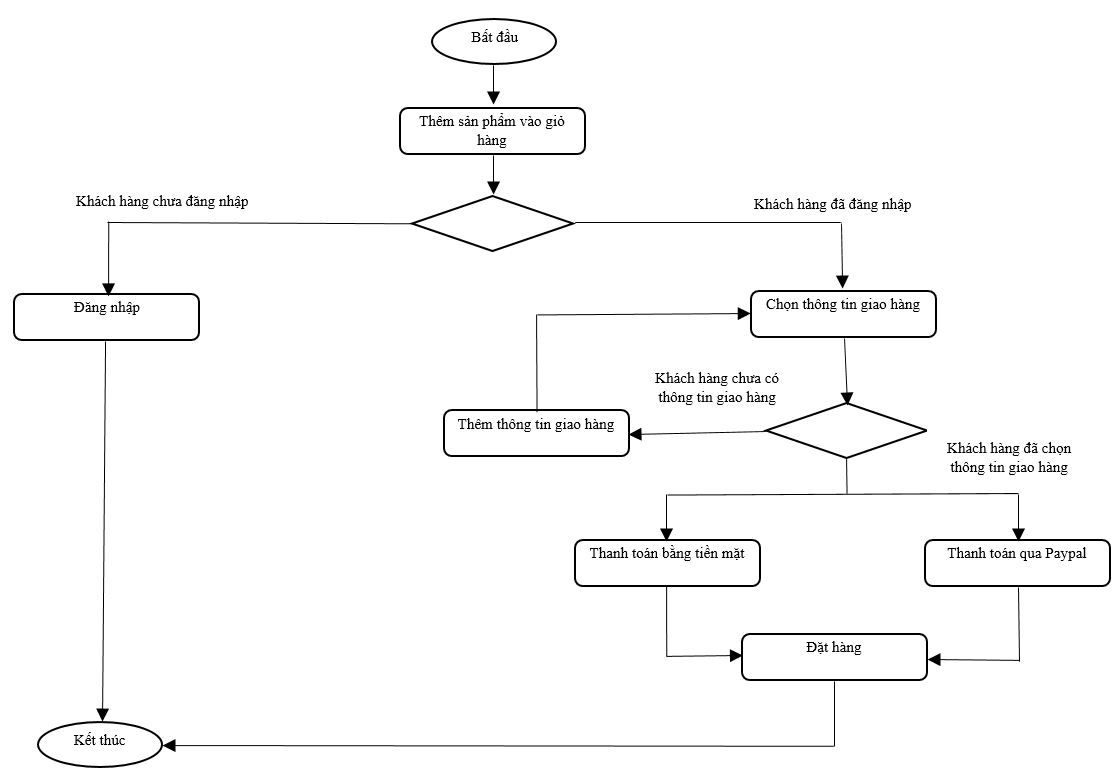 Bất đầu
Thêm sản phẩm vào giỏ
hàng
Khách hàng chưa đăng nhập
Khách hàng đã đăng nhập
Đăng nhập
Chọn thông tin giao hàng
Khách hàng chưa có
thông tin giao hàng
Thêm thông tin giao hàng
Khách hàng đã chọn
thông tin giao hàng
Thanh toán bằng tiền mặt
Thanh toán qua Paypal
Đặt hàng
Kết thúc